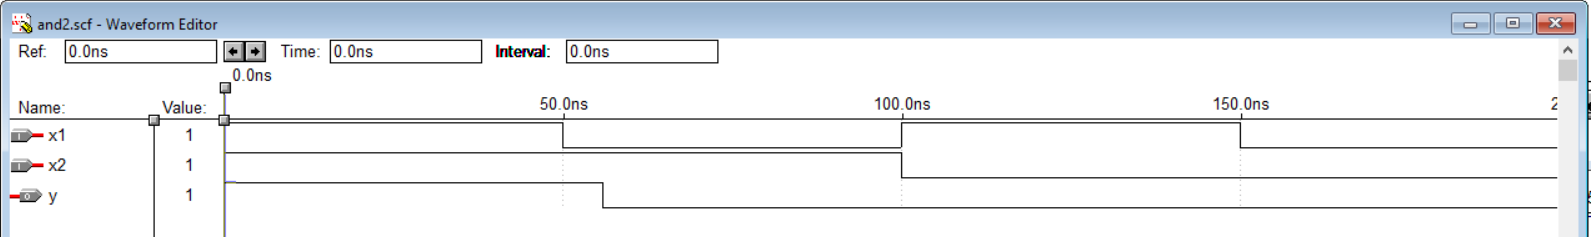 and2.scf - Waveform Editor
Ref: 0.0ns Time: 0.0ns Interval: 0.0ns
0.0ns
Name: Value: 50.0ns 100.0ns 150.0ns 2
x1 1
x2 1
y 1